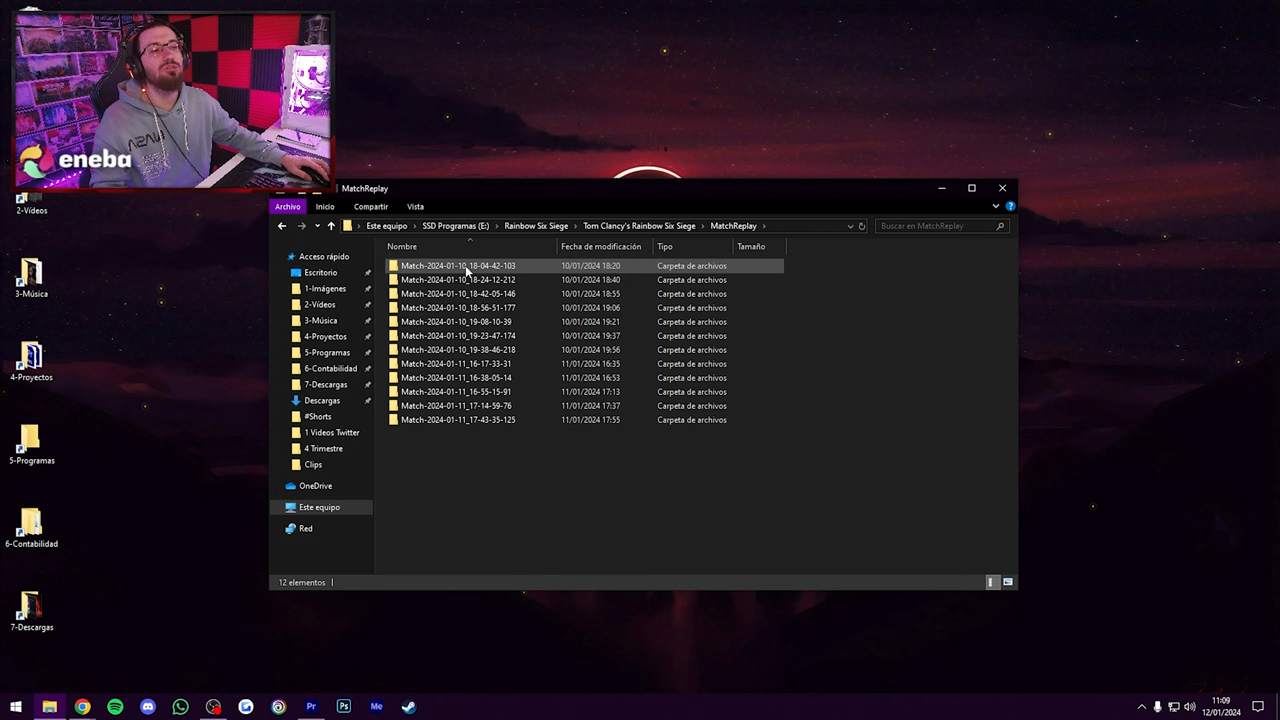 eneba
2-Vídeos
3-Música
4-Proyectos
5-Programas
6-Contabilidad
7-Descargas
MatchReplay
Archivo
Inicio
Compartir
Vista
Este equipo > SSD Programas (E:) > Rainbow Six Siege > Tom Clancy's Rainbow Six Siege > MatchReplay >
Buscar en MatchReplay
Acceso rápido
Escritorio
1-Imágenes
2-Vídeos
3-Música
4-Proyectos
5-Programas
6-Contabilidad
7-Descargas
Descargas
#Shorts
1 Videos Twitter
4 Trimestre
Clips
OneDrive
Este equipo
Red
Nombre Fecha de modificación Tipo Tamaño
Match-2024-01-10_18-04-42-103 10/01/2024 18:20 Carpeta de archivos
Match-2024-01-10_18-24-12-212 10/01/2024 18:40 Carpeta de archivos
Match-2024-01-10_18-42-05-146 10/01/2024 18:55 Carpeta de archivos
Match-2024-01-10_18-56-51-177 10/01/2024 19:06 Carpeta de archivos
Match-2024-01-10_19-08-10-39 10/01/2024 19:21 Carpeta de archivos
Match-2024-01-10_19-23-47-174 10/01/2024 19:37 Carpeta de archivos
Match-2024-01-10_19-38-46-218 10/01/2024 19:56 Carpeta de archivos
Match-2024-01-11_16-17-33-31 11/01/2024 16:35 Carpeta de archivos
Match-2024-01-11_16-38-05-14 11/01/2024 16:53 Carpeta de archivos
Match-2024-01-11_16-55-15-91 11/01/2024 17:13 Carpeta de archivos
Match-2024-01-11_17-14-59-76 11/01/2024 17:37 Carpeta de archivos
Match-2024-01-11_17-43-35-125 11/01/2024 17:55 Carpeta de archivos
12 elementos
Pr
Ps
Me
11:09
12/01/2024